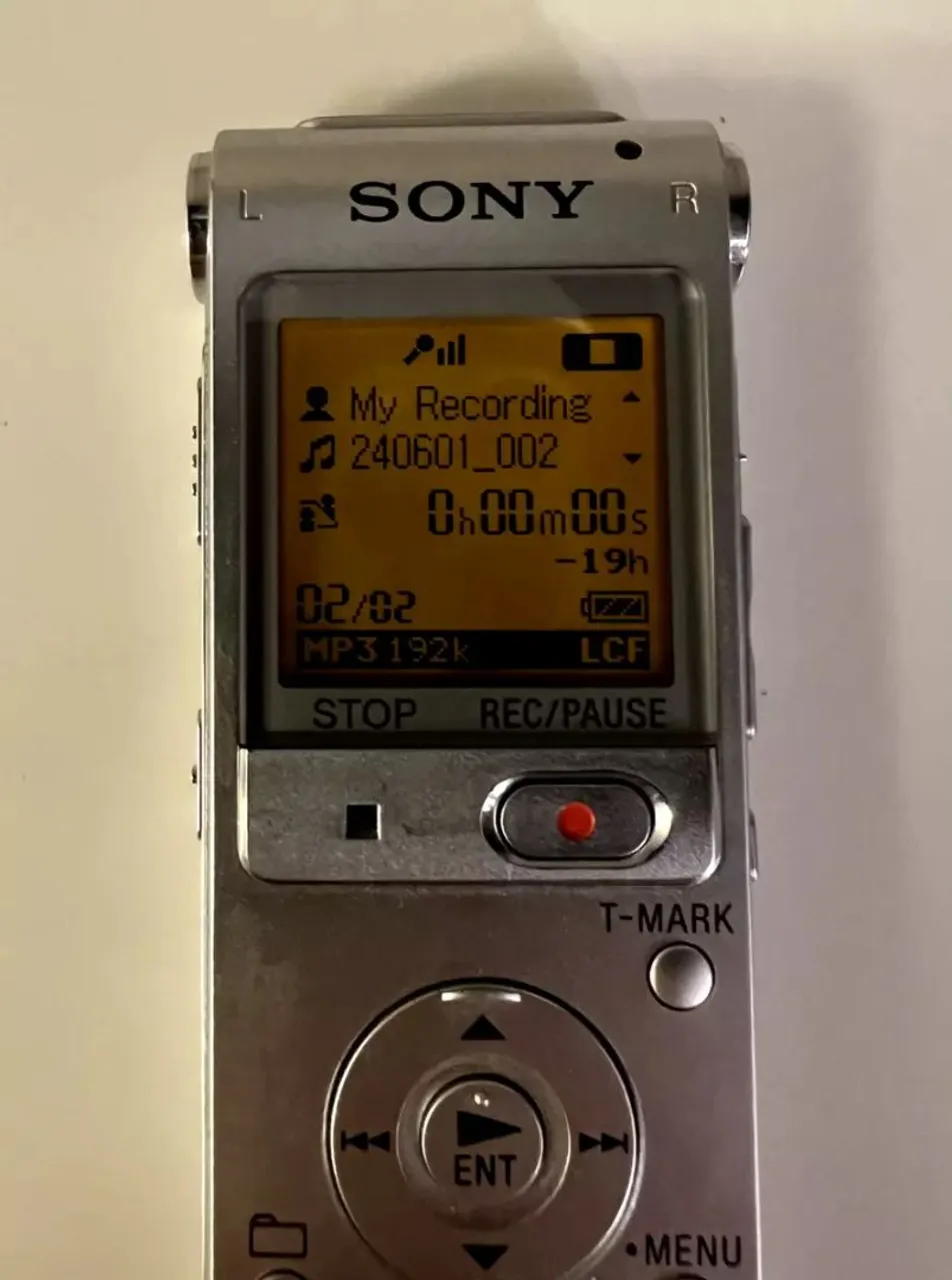 L SONY R
My Recording
240601_002
0h00m00s
-19h
02/02
MP3 192k LCF
STOP REC/PAUSE
T-MARK
ENT
•MENU